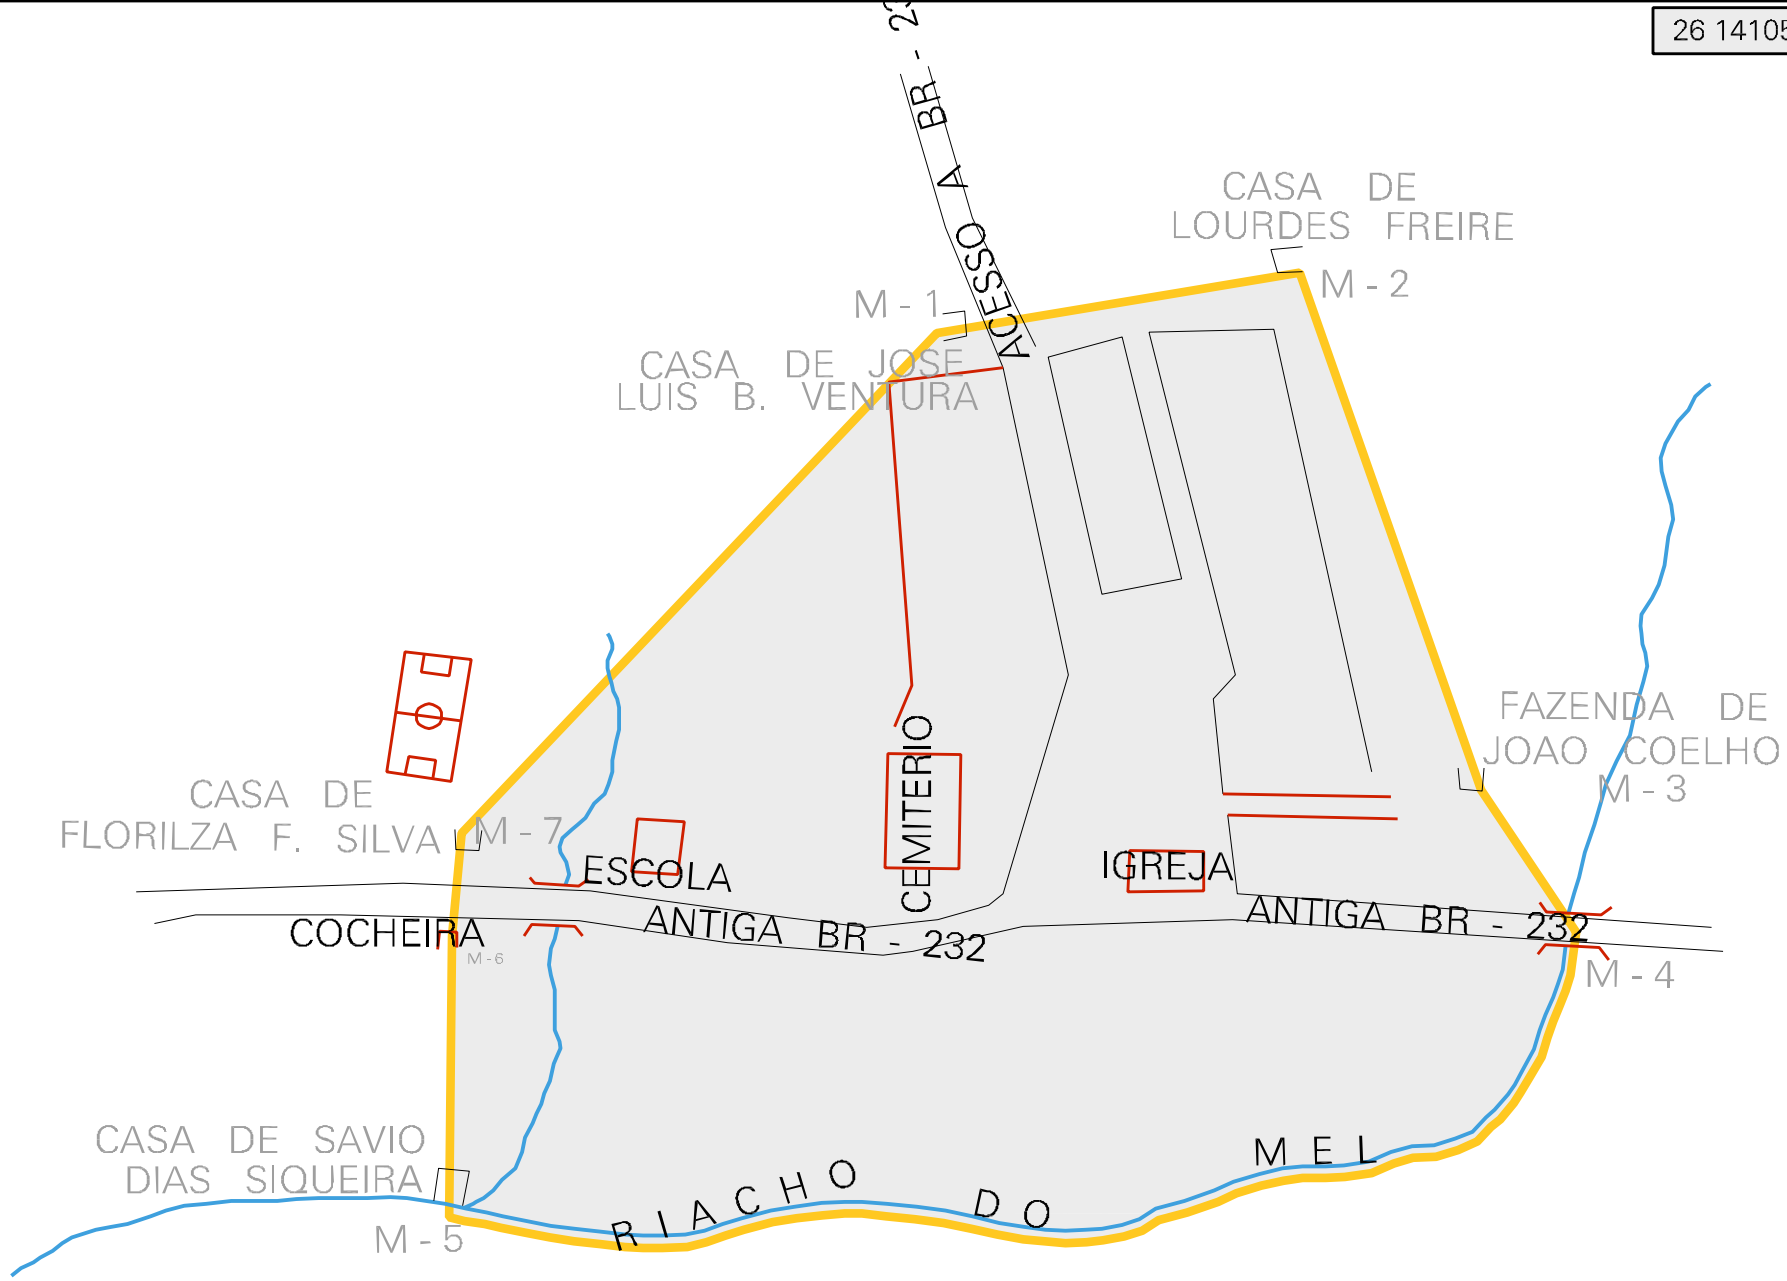 26 14105
ACESSO A BR - 23
CASA DE
LOURDES FREIRE
M - 2
M - 1
CASA DE JOSE
LUIS B. VENTURA
FAZENDA DE
JOAO COELHO
M - 3
CASA DE
FLORILZA F. SILVA
M - 7
ESCOLA
CEMITERIO
IGREJA
COCHEIRA
M - 6
ANTIGA BR - 232
ANTIGA BR - 232
M - 4
CASA DE SAVIO
DIAS SIQUEIRA
M - 5
RIACHO DO MEL